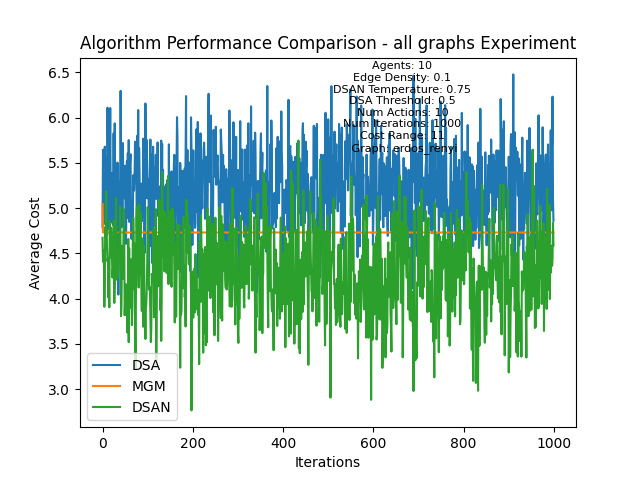 Algorithm Performance Comparison - all graphs Experiment
Agents: 10
Edge Density: 0.1
DSAN Temperature: 0.75
DSA Threshold: 0.5
Num Actions: 10
Num Iterations: 1000
Cost Range: 11
Graph: erdos_renyi
6.5
6.0
5.5
5.0
4.5
4.0
3.5
3.0
Average Cost
DSA
MGM
DSAN
0
200
400
600
800
1000
Iterations